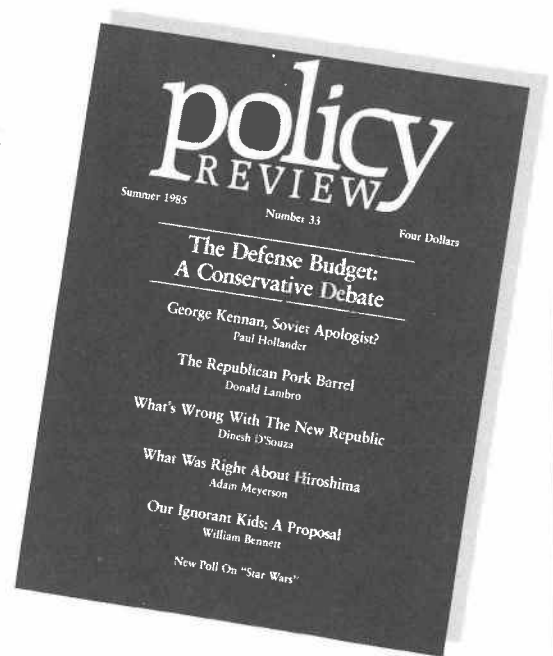 policy
REVIEW
Summer 1985
Number 33
Four Dollars
The Defense Budget:
A Conservative Debate
George Kennan, Soviet Apologist?
Paul Hollander
The Republican Pork Barrel
Donald Lambro
What's Wrong With The New Republic
Dinesh D'Souza
What Was Right About Hiroshima
Adam Meyerson
Our Ignorant Kids: A Proposal
William Bennett
New Poll On "Star Wars"